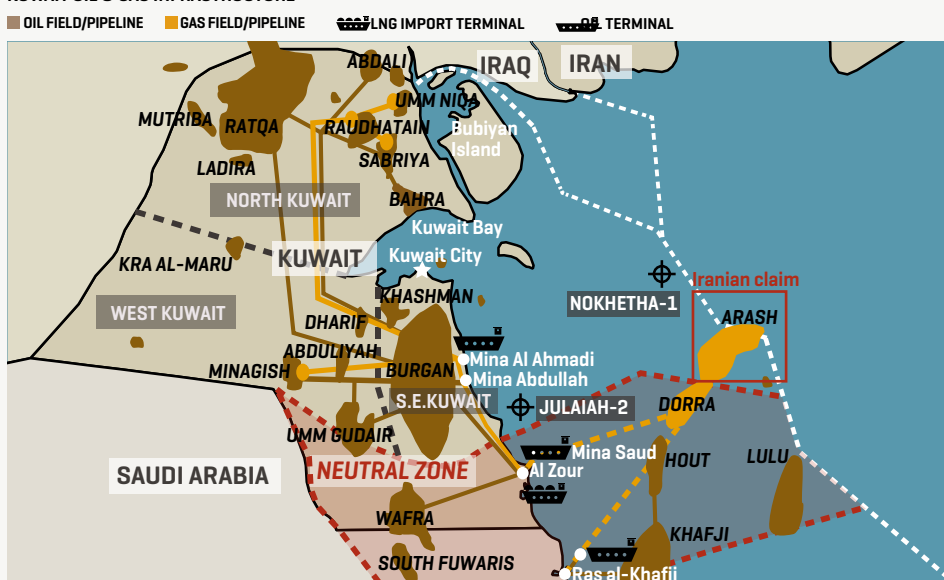 OIL FIELD/PIPELINE
GAS FIELD/PIPELINE
LNG IMPORT TERMINAL
OIL TERMINAL
ABDALI
IRAQ
IRAN
UMM NIQA
MUTRIBA
RATQA
RAUDHATAIN
Bubiyan
Island
SABRIYA
LADIRA
NORTH KUWAIT
BAHRA
Kuwait Bay
KUWAIT
Kuwait City
KRA AL-MARU
Iranian claim
NOKHETHA-1
KHASHMAN
WEST KUWAIT
DHARIF
ARASH
ABDULIYAH
Mina Al Ahmadi
MINAGISH
BURGAN
Mina Abdullah
S.E.KUWAIT
JULAIAH-2
DORRA
UMM GUDAIR
Mina Saud
HOUT
LULU
SAUDI ARABIA
NEUTRAL ZONE
Al Zour
WAFRA
KHAFJI
SOUTH FUWARIS
Ras al-Khafji